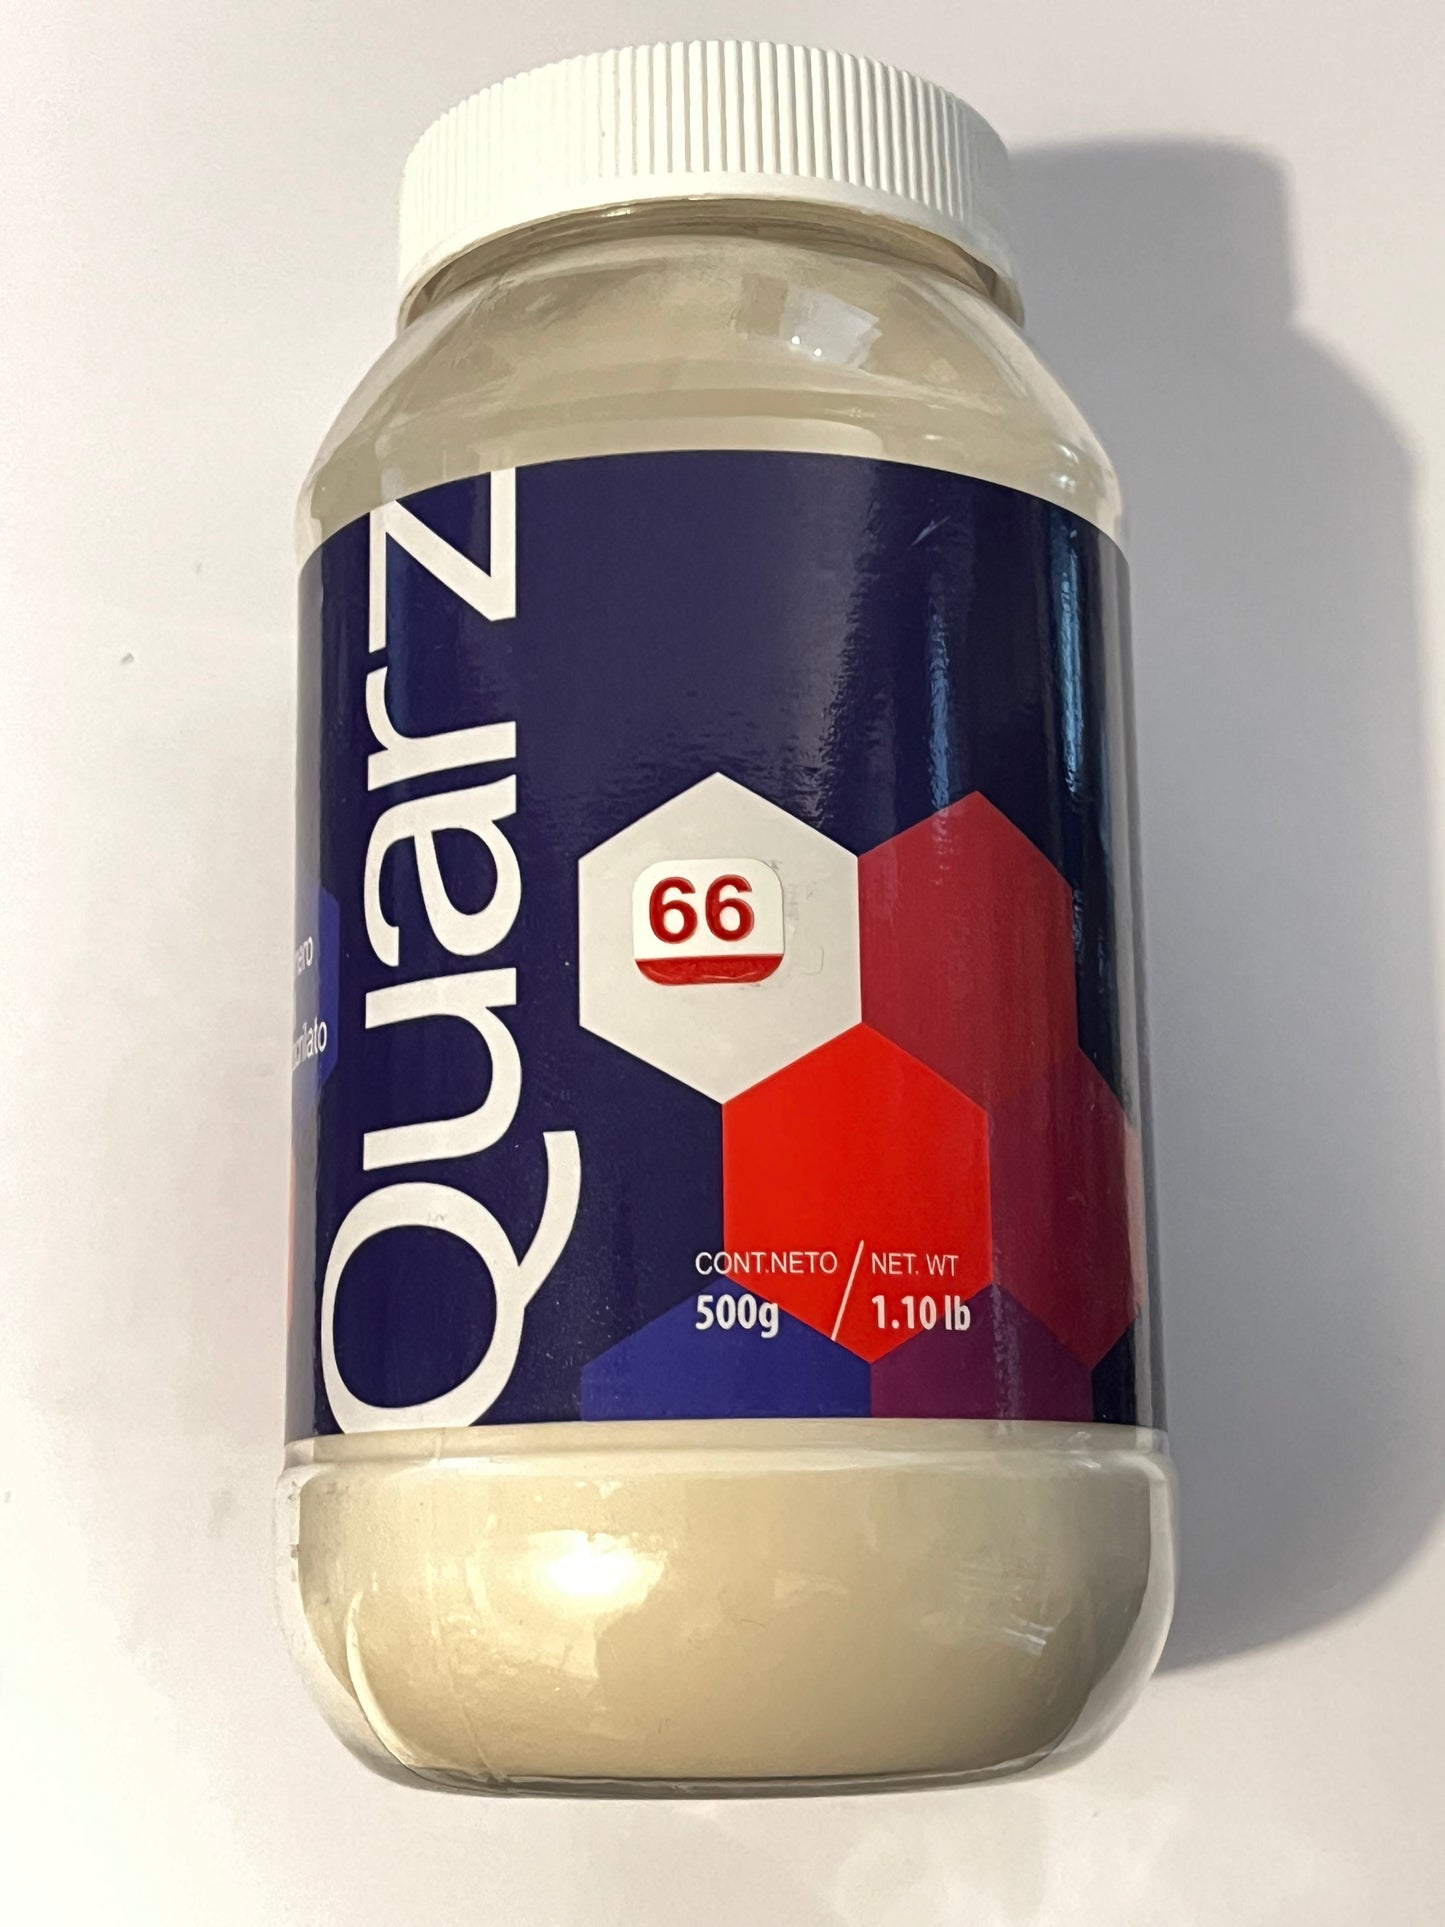 Quarz
66
CONT.NETO / NET. WT
500g / 1.10 lb